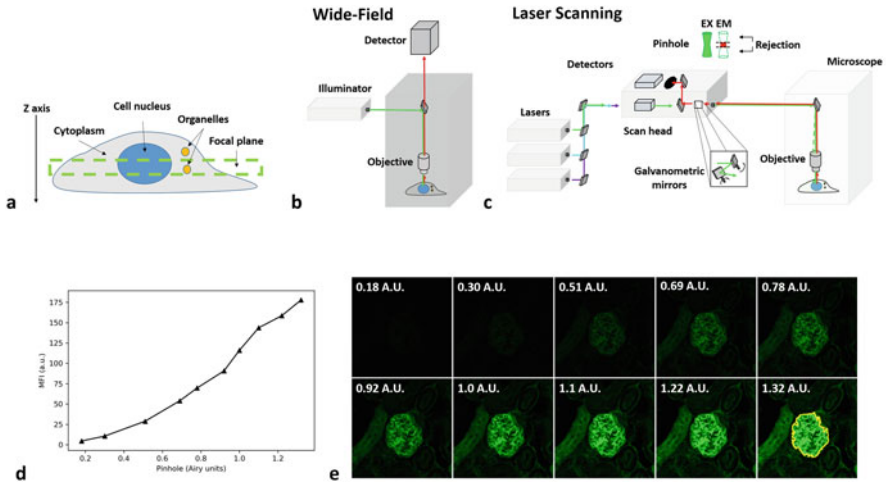 Wide-Field
Detector
Illuminator
Objective
b
Laser Scanning
EX EM
Pinhole
Rejection
Detectors
Microscope
Lasers
Scan head
Objective
Galvanometric
mirrors
c
Z axis
Cell nucleus
Organelles
Cytoplasm
Focal plane
a
MFI (a.u.)
175
150
125
100
75
50
25
0
0.2 0.4 0.6 0.8 1.0 1.2
Pinhole (Airy units)
d
0.18 A.U. 0.30 A.U. 0.51 A.U. 0.69 A.U. 0.78 A.U.
0.92 A.U. 1.0 A.U. 1.1 A.U. 1.22 A.U. 1.32 A.U.
e